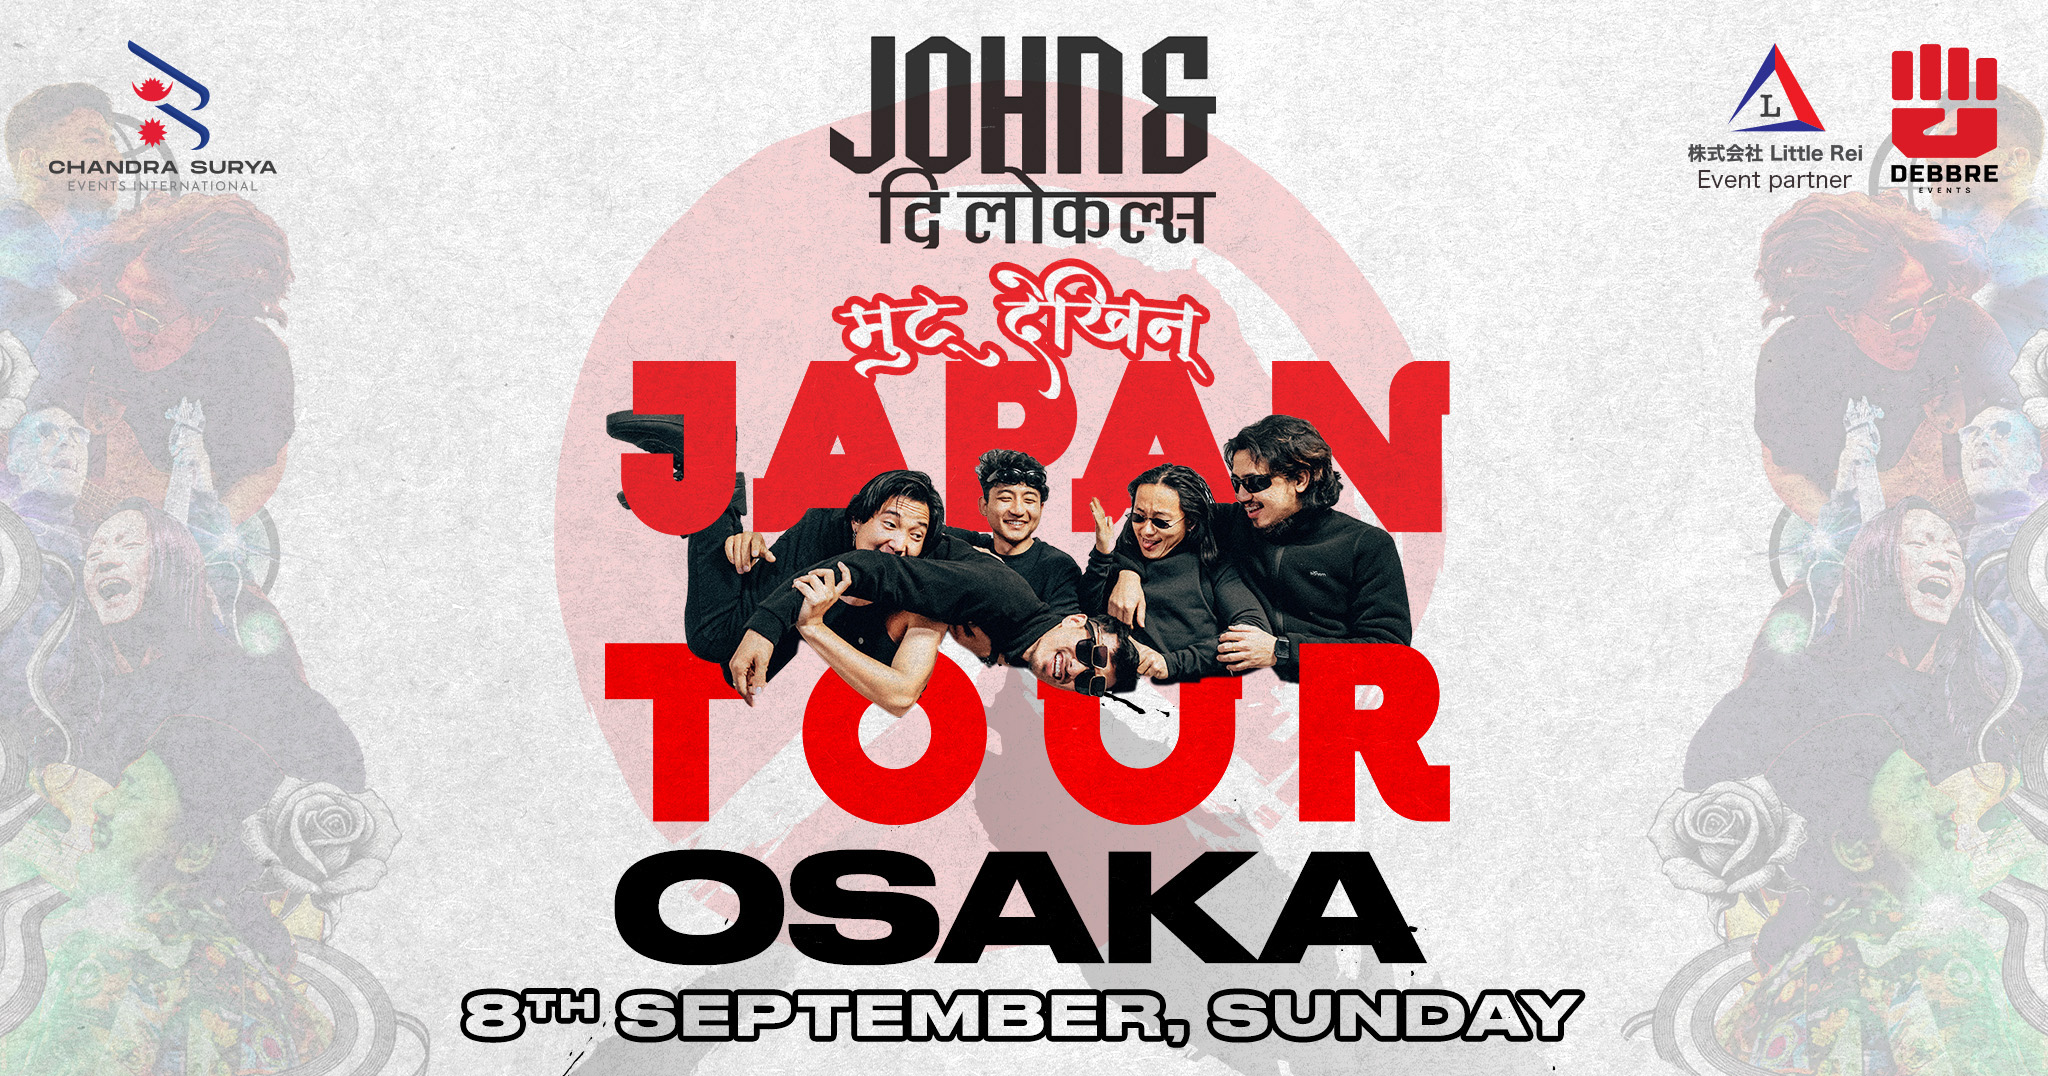 CHANDRA SURYA
EVENTS INTERNATIONAL
JOHN &
दि लोकल्स
L
株式会社 Little Rei
Event partner
DEBBRE
EVENTS
मुटु देखिन्
JAPAN
TOUR
OSAKA
8TH SEPTEMBER, SUNDAY